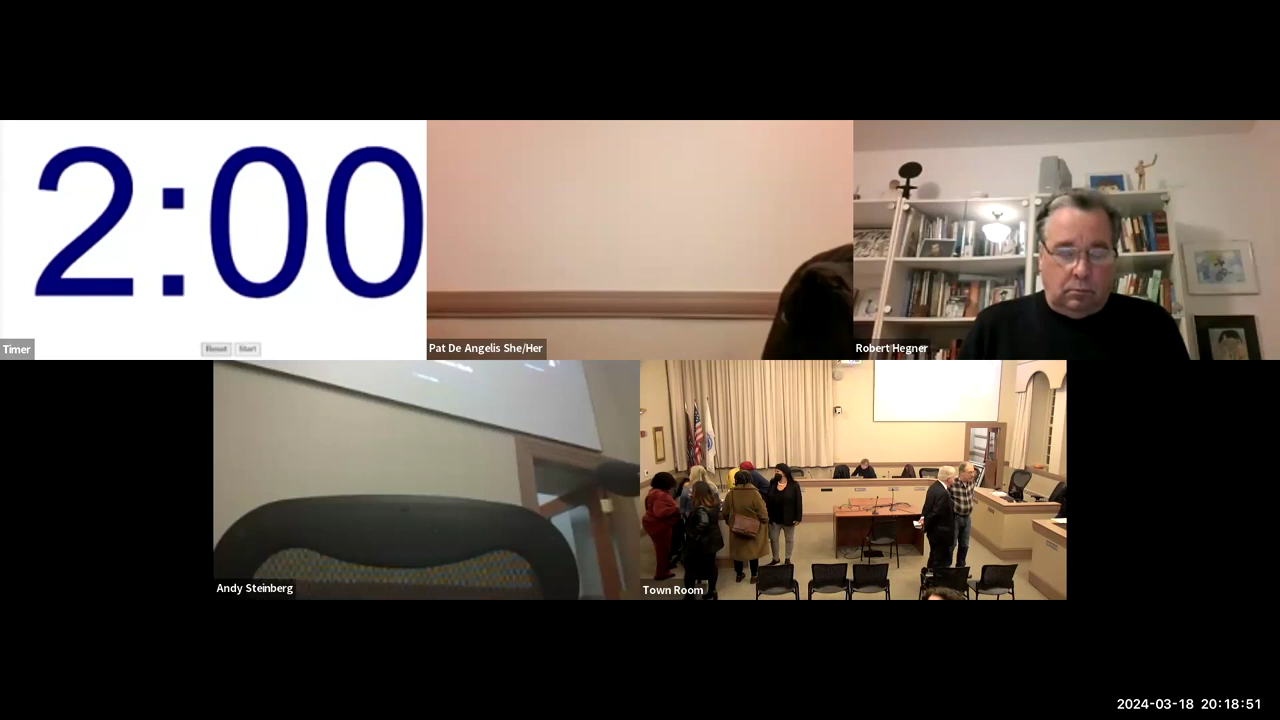 2:00
Reset Start
Timer
Pat De Angelis She/Her
Robert Hegner
Andy Steinberg
Town Room
2024-03-18 20:18:51